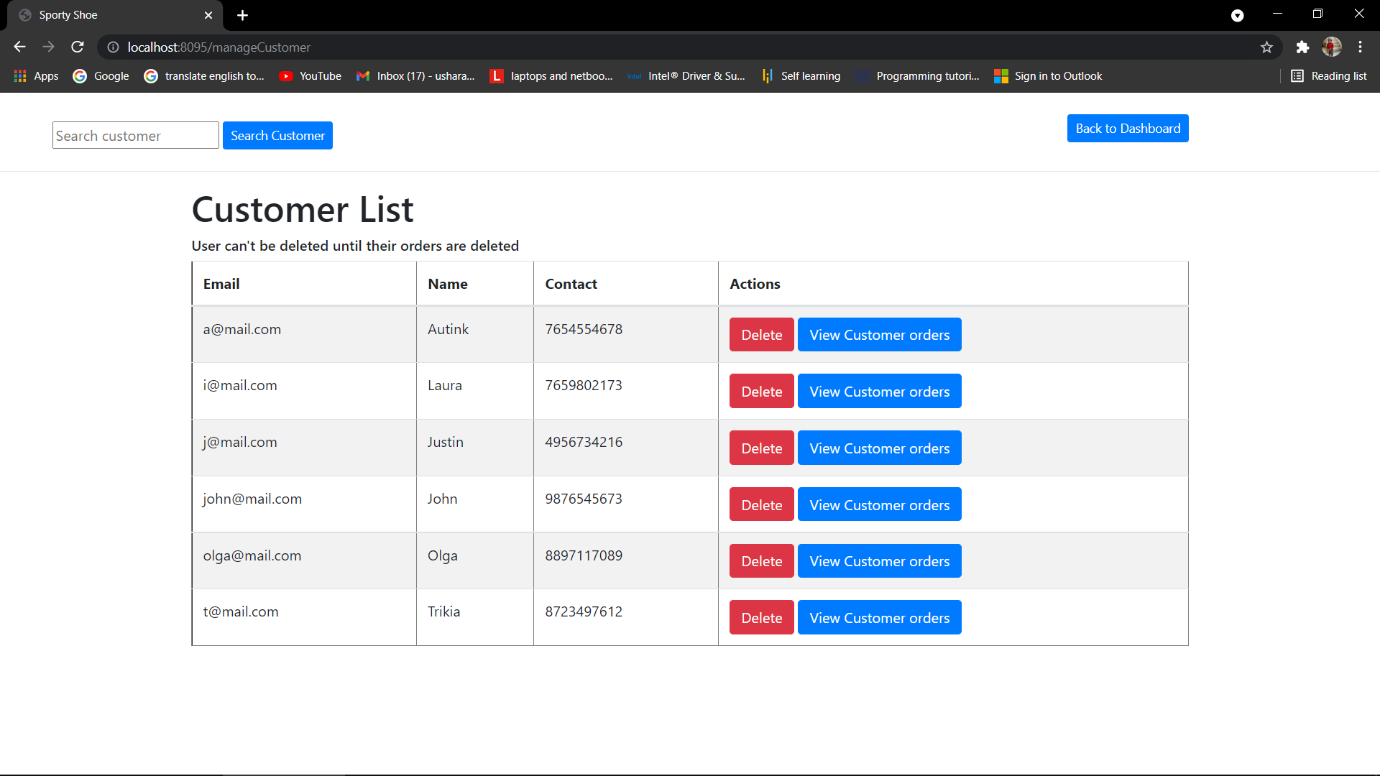 Sporty Shoe
localhost:8095/manageCustomer
Apps Google translate english to... YouTube Inbox (17) - ushara... L laptops and netboo... intel Intel® Driver & Su... Self learning Programming tutori... Sign in to Outlook Reading list
Search customer Search Customer Back to Dashboard
Customer List
User can't be deleted until their orders are deleted
Email Name Contact Actions
a@mail.com Autink 7654554678 Delete View Customer orders
i@mail.com Laura 7659802173 Delete View Customer orders
j@mail.com Justin 4956734216 Delete View Customer orders
john@mail.com John 9876545673 Delete View Customer orders
olga@mail.com Olga 8897117089 Delete View Customer orders
t@mail.com Trikia 8723497612 Delete View Customer orders